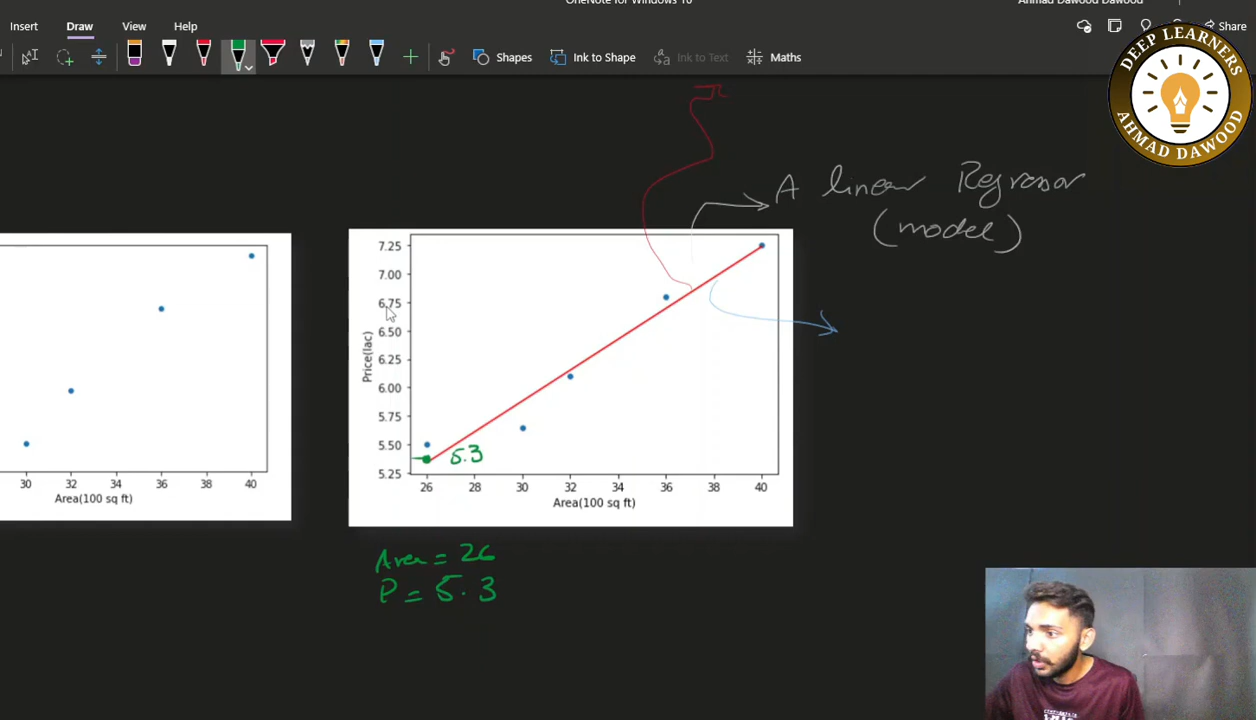 Insert Draw View Help
Share
Shapes Ink to Shape Ink to Text Maths
DEEP LEARNERS
AHMAD DAWOOD
A linear Regressor
(model)
30 32 34 36 38 40
Area(100 sq ft)
7.25
7.00
6.75
6.50
6.25
6.00
5.75
5.50
5.25
Price(lac)
5.3
26 28 30 32 34 36 38 40
Area(100 sq ft)
Area = 26
P = 5.3